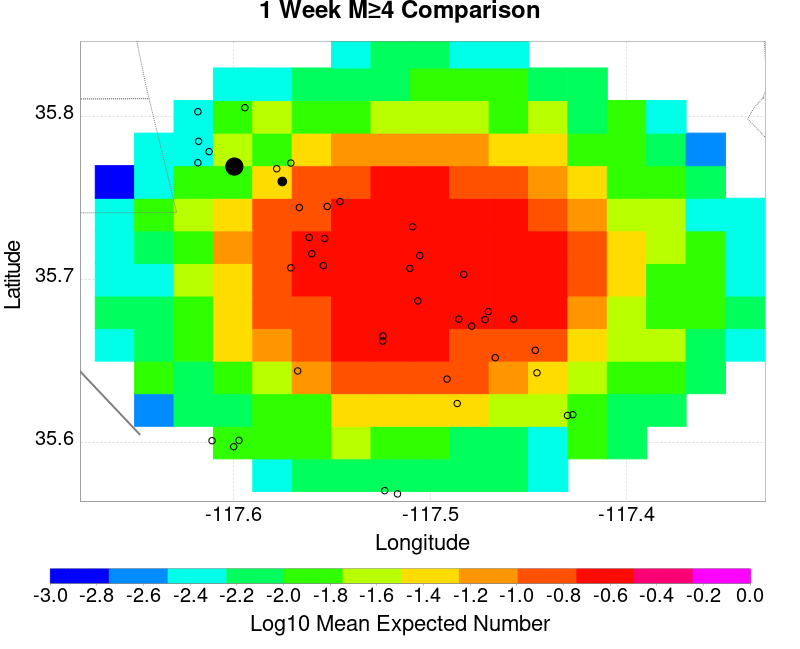 1 Week M≥4 Comparison
35.8
35.7
35.6
Latitude
-117.6 -117.5 -117.4
Longitude
-3.0 -2.8 -2.6 -2.4 -2.2 -2.0 -1.8 -1.6 -1.4 -1.2 -1.0 -0.8 -0.6 -0.4 -0.2 0.0
Log10 Mean Expected Number